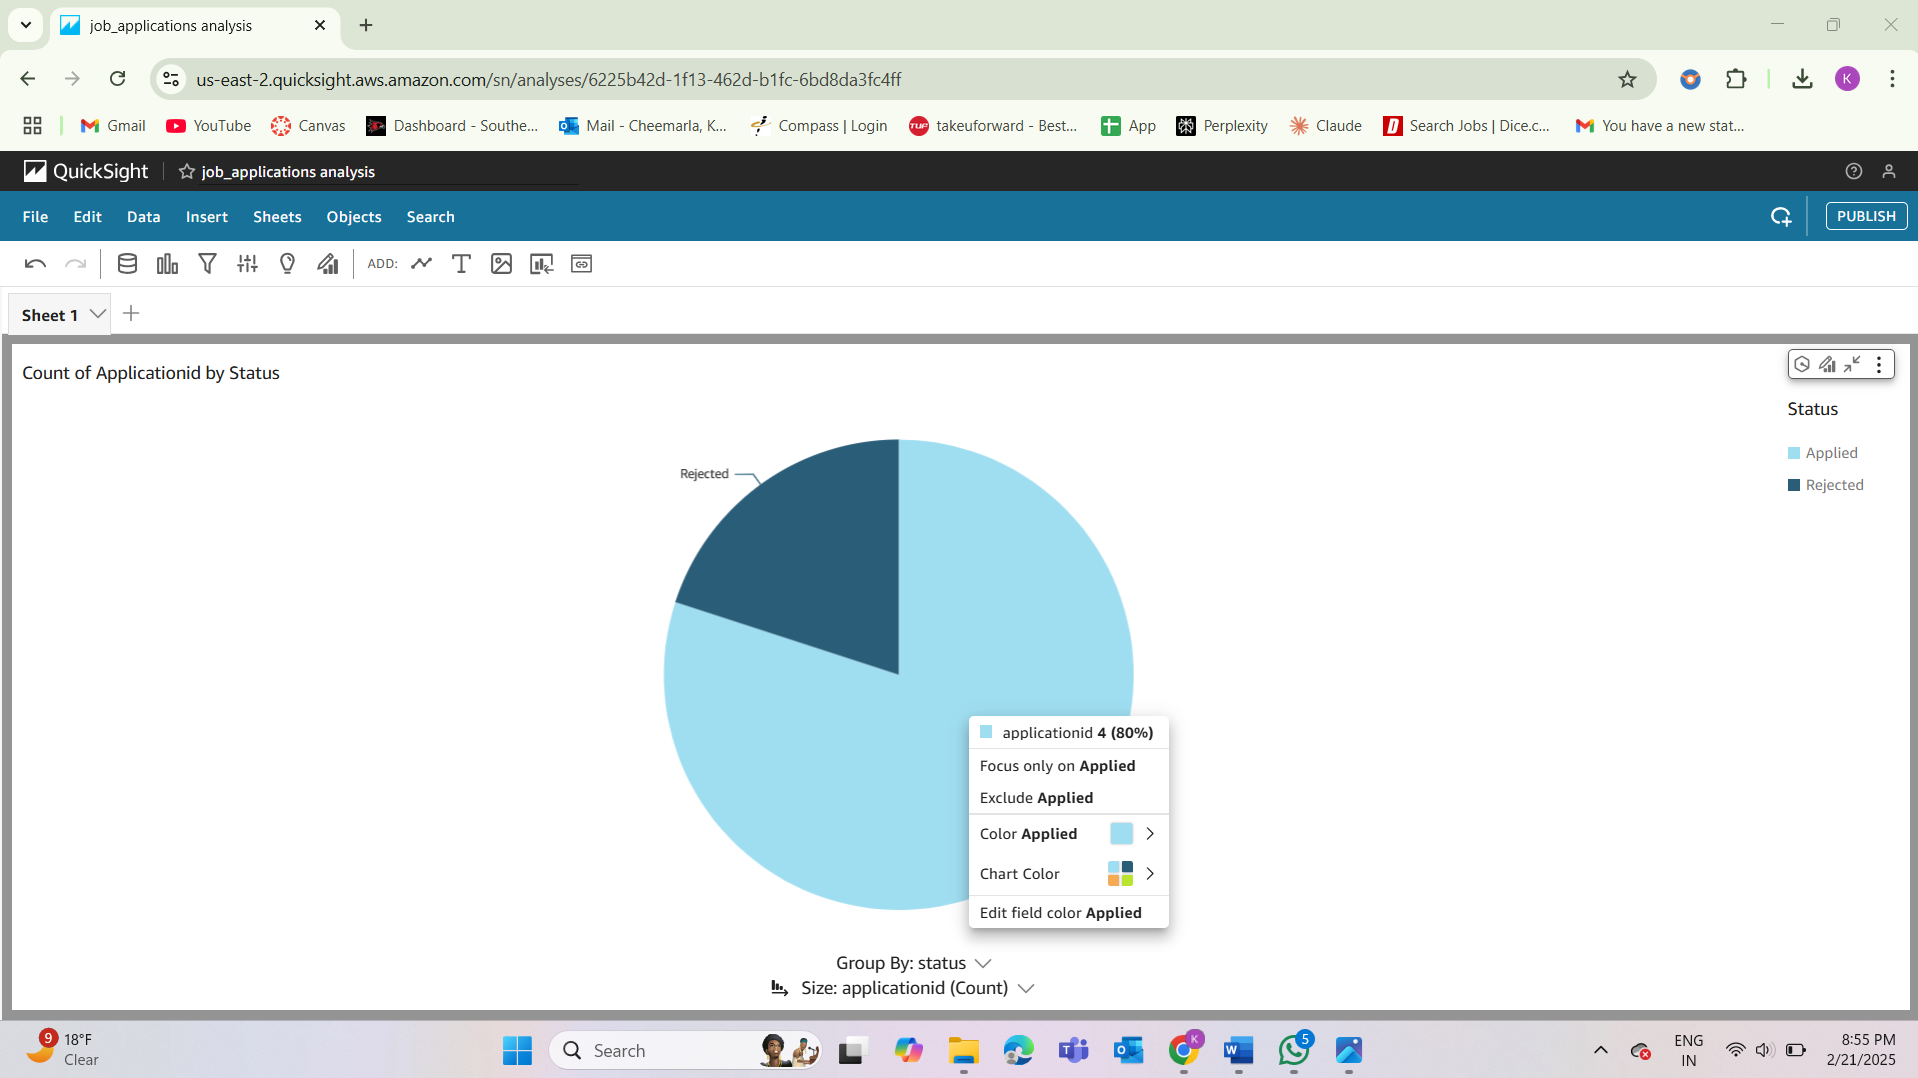 job_applications analysis
us-east-2.quicksight.aws.amazon.com/sn/analyses/6225b42d-1f13-462d-b1fc-6bd8da3fc4ff
K
Gmail
YouTube
Canvas
Dashboard - Southe...
Mail - Cheemarla, K...
Compass | Login
TUF
takeuforward - Best...
App
Perplexity
Claude
D
Search Jobs | Dice.c...
You have a new stat...
QuickSight
job_applications analysis
File Edit Data Insert Sheets Objects Search
PUBLISH
ADD:
Sheet 1
Count of Applicationid by Status
Status
Applied
Rejected
Rejected
applicationid 4 (80%)
Focus only on Applied
Exclude Applied
Color Applied
Chart Color
Edit field color Applied
Group By: status
Size: applicationid (Count)
9
18°F
Clear
Search
K
5
ENG
IN
8:55 PM
2/21/2025